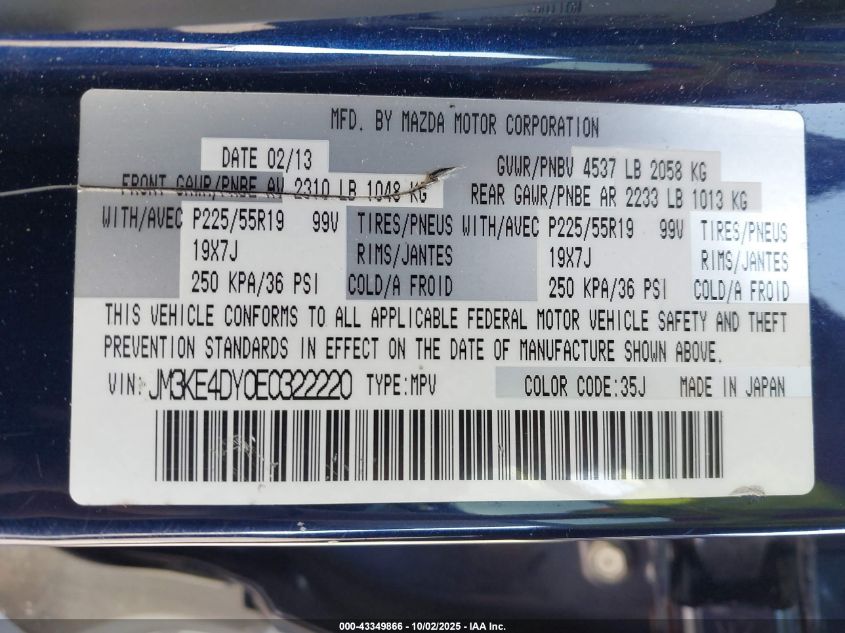 MFD. BY MAZDA MOTOR CORPORATION
DATE 02/13 GVWR/PNBV 4537 LB 2058 KG
FRONT GAWR/PNBE AV 2310 LB 1048 KG REAR GAWR/PNBE AR 2233 LB 1013 KG
WITH/AVEC P225/55R19 99V TIRES/PNEUS WITH/AVEC P225/55R19 99V TIRES/PNEUS
19X7J RIMS/JANTES 19X7J RIMS/JANTES
250 KPA/36 PSI COLD/A FROID 250 KPA/36 PSI COLD/A FROID
THIS VEHICLE CONFORMS TO ALL APPLICABLE FEDERAL MOTOR VEHICLE SAFETY AND THEFT
PREVENTION STANDARDS IN EFFECT ON THE DATE OF MANUFACTURE SHOWN ABOVE.
VIN: JM3KE4DY0E0322220 TYPE:MPV COLOR CODE:35J MADE IN JAPAN
000-43349866 - 10/02/2025 - IAA Inc.